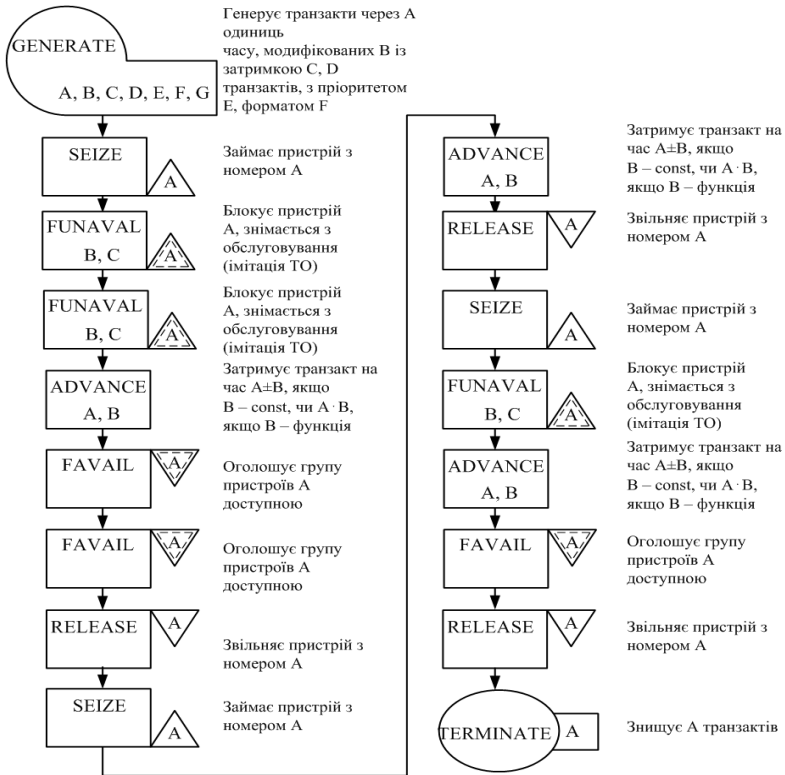 GENERATE
A, B, C, D, E, F, G
Генерує транзакти через А
одиниць
часу, модифікованих В із
затримкою С, D
транзактів, з пріоритетом
Е, форматом F
SEIZE
A
Займає пристрій з
номером А
FUNAVAL
B, C
A
Блокує пристрій
А, знімається з
обслуговування
(імітація ТО)
FUNAVAL
B, C
A
Блокує пристрій
А, знімається з
обслуговування
(імітація ТО)
ADVANCE
A, B
Затримує транзакт на
час А±В, якщо
В – const, чи А·В,
якщо В – функція
FAVAIL
A
Оголошує групу
пристроїв А
доступною
FAVAIL
A
Оголошує групу
пристроїв А
доступною
RELEASE
A
Звільняє пристрій з
номером А
SEIZE
A
Займає пристрій з
номером А
ADVANCE
A, B
Затримує транзакт на
час А±В, якщо
В – const, чи А·В,
якщо В – функція
RELEASE
A
Звільняє пристрій з
номером А
SEIZE
A
Займає пристрій з
номером А
FUNAVAL
B, C
A
Блокує пристрій
А, знімається з
обслуговування
(імітація ТО)
ADVANCE
A, B
Затримує транзакт на
час А±В, якщо
В – const, чи А·В,
якщо В – функція
FAVAIL
A
Оголошує групу
пристроїв А
доступною
RELEASE
A
Звільняє пристрій з
номером А
TERMINATE
A
Знищує А транзактів